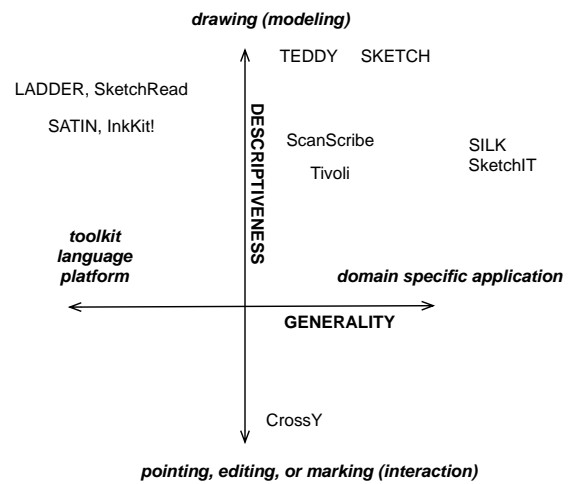 drawing (modeling)
TEDDY SKETCH
LADDER, SketchRead
SATIN, InkKit!
DESCRIPTIVENESS
ScanScribe
Tivoli
SILK
SketchIT
toolkit
language
platform
domain specific application
GENERALITY
CrossY
pointing, editing, or marking (interaction)